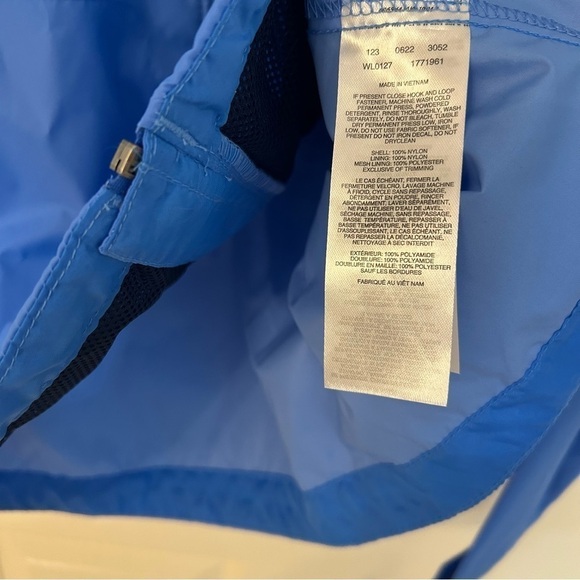 123 0622 3052
WL0127 1771961
MADE IN VIETNAM
IF PRESENT CLOSE HOOK AND LOOP
FASTENER, MACHINE WASH COLD
PERMANENT PRESS, POWDERED
DETERGENT, RINSE THOROUGHLY, WASH
SEPARATELY, DO NOT BLEACH, TUMBLE
DRY PERMANENT PRESS LOW, IRON
LOW, DO NOT USE FABRIC SOFTENER, IF
PRESENT DO NOT IRON DECAL, DO NOT
DRYCLEAN
SHELL: 100% NYLON
LINING: 100% NYLON
MESH LINING: 100% POLYESTER
EXCLUSIVE OF TRIMMING
LE CAS ÉCHÉANT, FERMER LA
FERMETURE VELCRO, LAVAGE MACHINE
À FROID, CYCLE SANS REPASSAGE,
DÉTERGENT EN POUDRE, RINCER
ABONDAMMENT, LAVER SÉPARÉMENT,
NE PAS UTILISER D'EAU DE JAVEL,
SÉCHAGE MACHINE, SANS REPASSAGE,
BASSE TEMPÉRATURE, REPASSER À
BASSE TEMPÉRATURE, NE PAS UTILISER
D'ASSOUPLISSANT, LE CAS ÉCHÉANT, NE
PAS REPASSER LA DÉCALCOMANIE,
NETTOYAGE À SEC INTERDIT
EXTÉRIEUR: 100% POLYAMIDE
DOUBLURE: 100% POLYAMIDE
DOUBLURE EN MAILLE: 100% POLYESTER
SAUF LES BORDURES
FABRIQUÉ AU VIÊT NAM